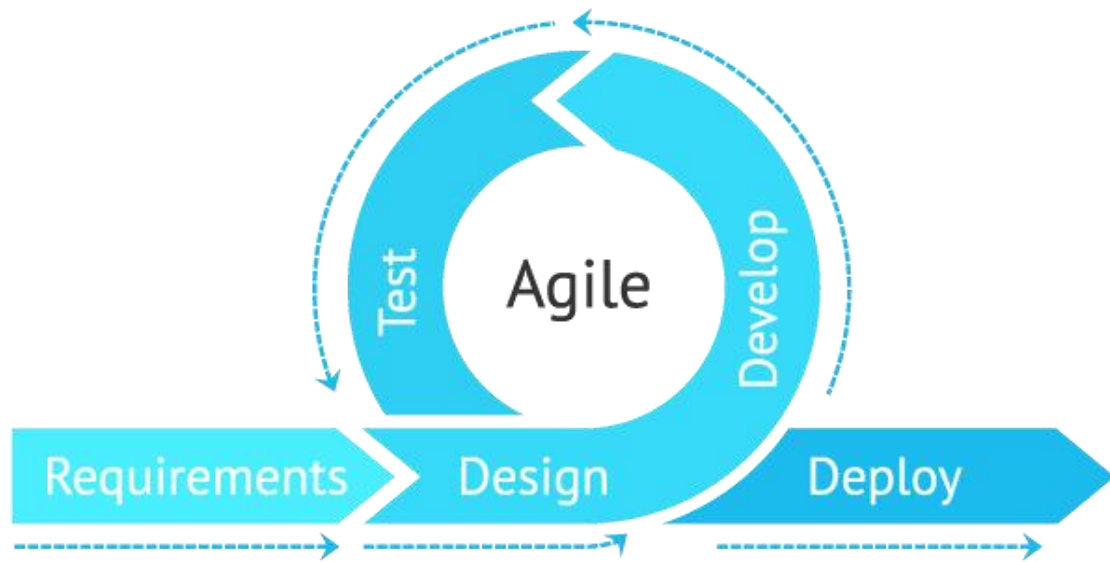 Agile
Test
Develop
Requirements
Design
Deploy